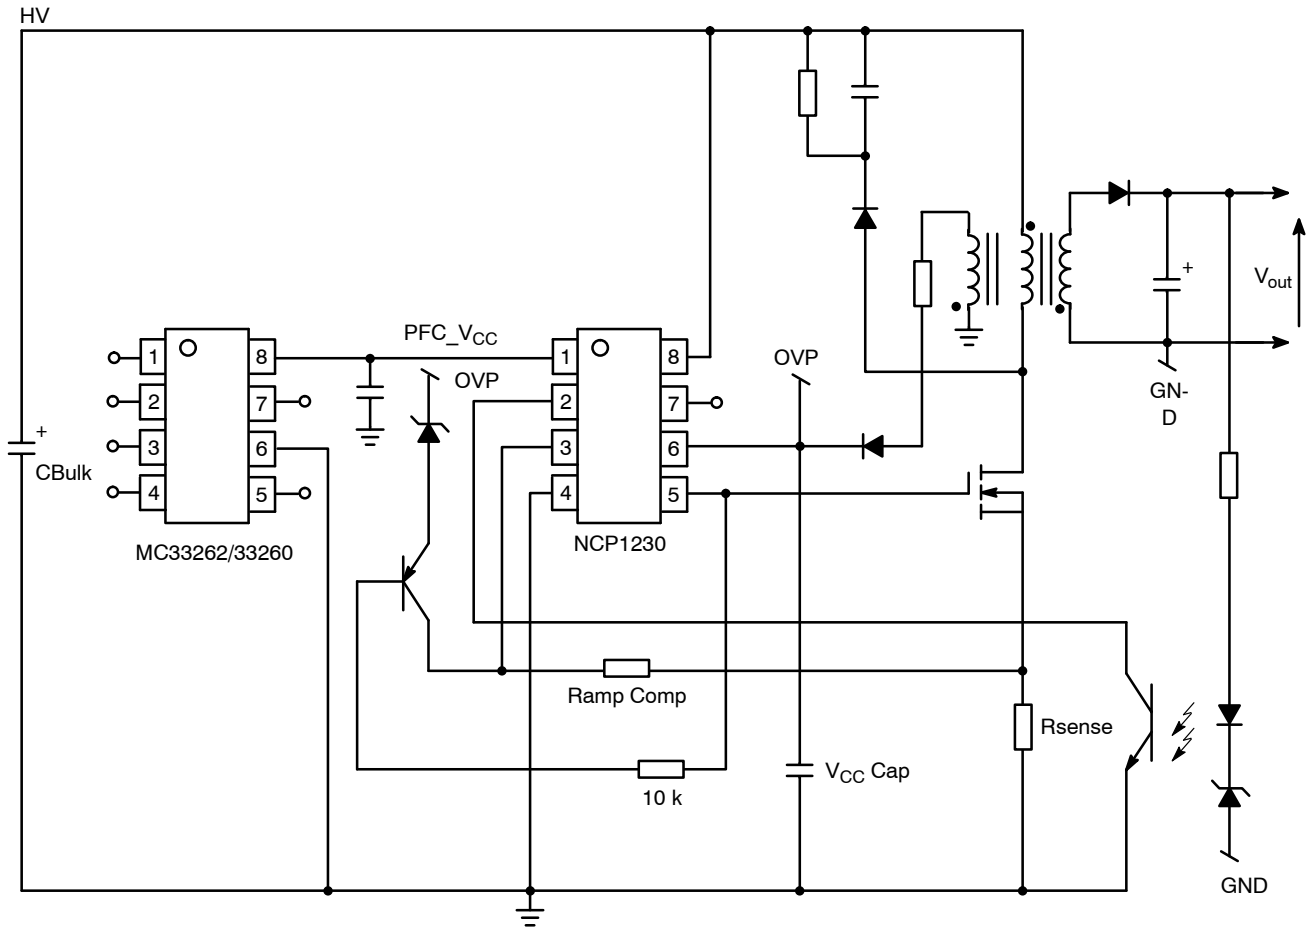 HV
PFC_VCC
OVP
OVP
1
2
3
4
8
7
6
5
1
2
3
4
8
7
6
5
+
CBulk
MC33262/33260
NCP1230
+
Vout
GN-
D
Ramp Comp
10 k
VCC Cap
Rsense
GND